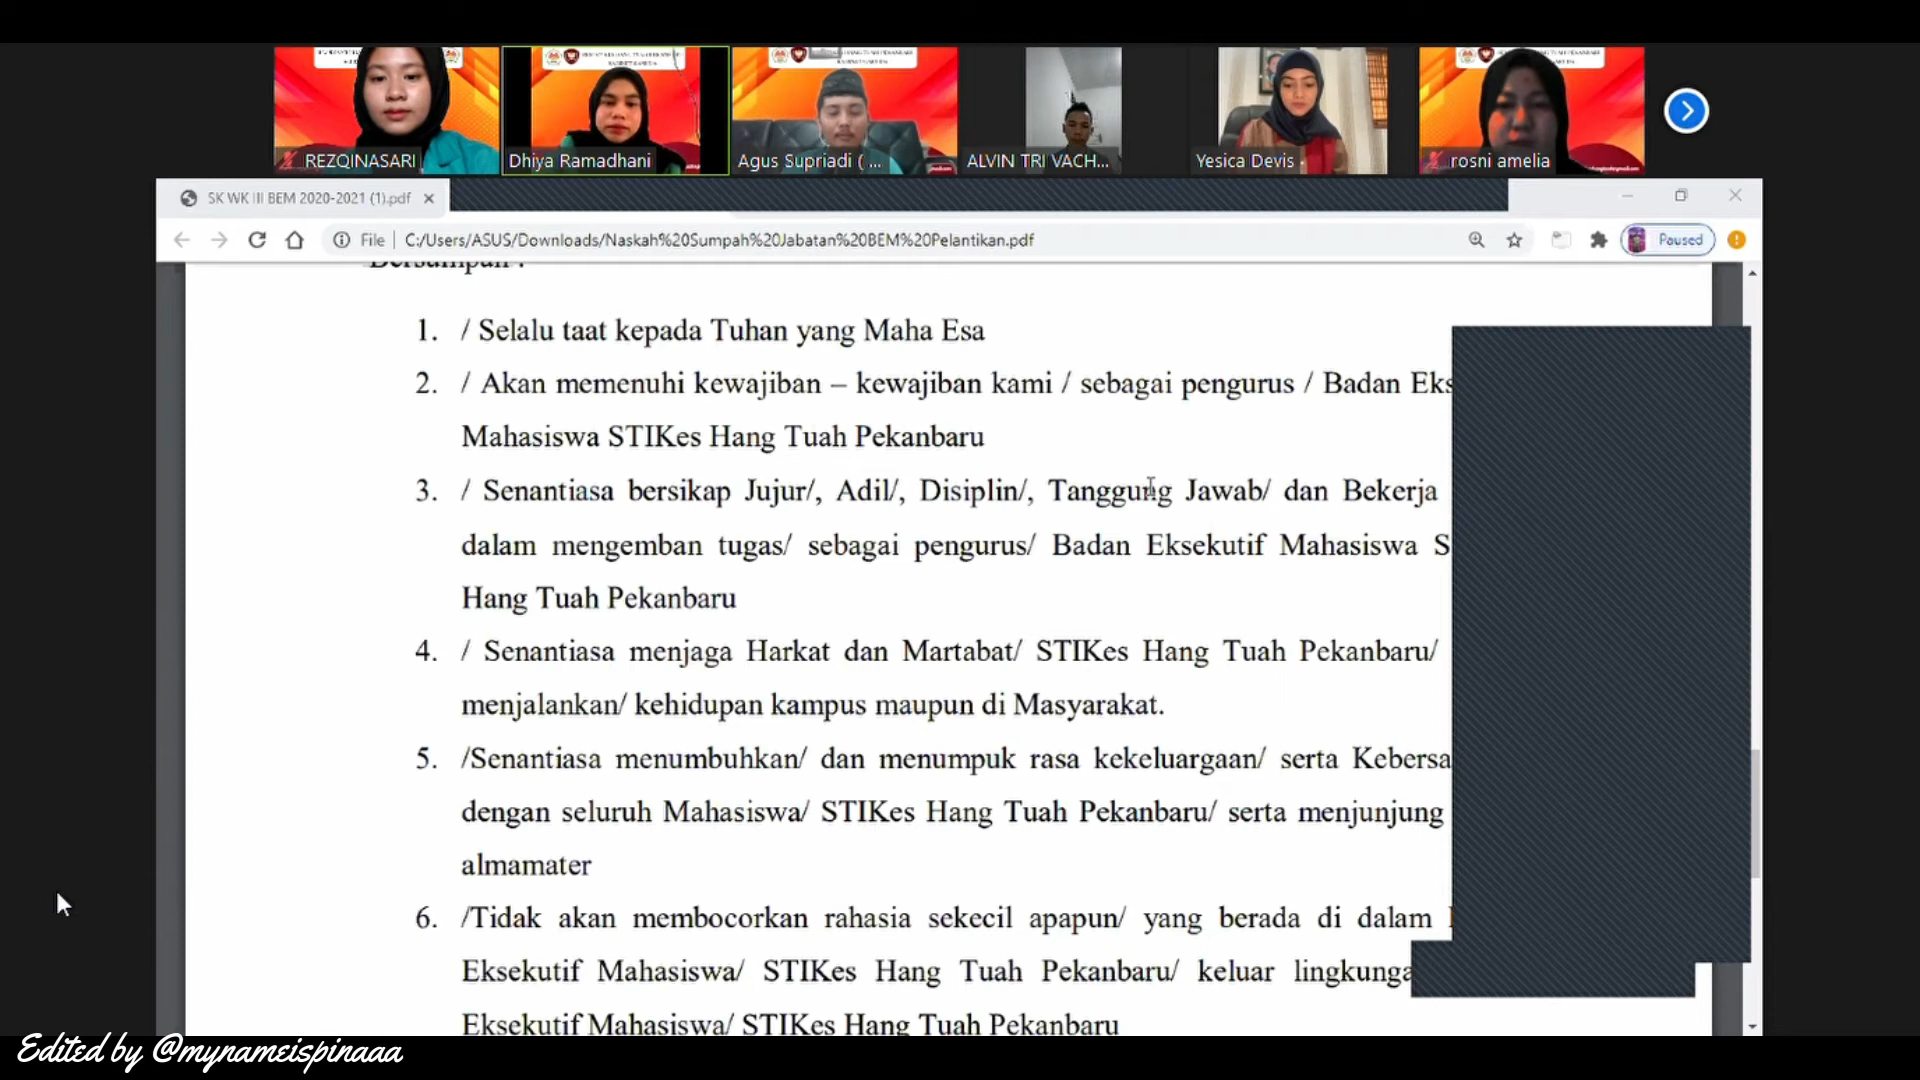 REZQINASARI
Dhiya Ramadhani
Agus Supriadi ( ...
ALVIN TRI VACH...
Yesica Devis
rosni amelia
SK WK III BEM 2020-2021 (1).pdf
File
C:/Users/ASUS/Downloads/Naskah%20Sumpah%20Jabatan%20BEM%20Pelantikan.pdf
Paused
Bersumpah :
1. / Selalu taat kepada Tuhan yang Maha Esa
2. / Akan memenuhi kewajiban – kewajiban kami / sebagai pengurus / Badan Eks
Mahasiswa STIKes Hang Tuah Pekanbaru
3. / Senantiasa bersikap Jujur/, Adil/, Disiplin/, Tanggung Jawab/ dan Bekerja
dalam mengemban tugas/ sebagai pengurus/ Badan Eksekutif Mahasiswa S
Hang Tuah Pekanbaru
4. / Senantiasa menjaga Harkat dan Martabat/ STIKes Hang Tuah Pekanbaru/
menjalankan/ kehidupan kampus maupun di Masyarakat.
5. /Senantiasa menumbuhkan/ dan menumpuk rasa kekeluargaan/ serta Kebersa
dengan seluruh Mahasiswa/ STIKes Hang Tuah Pekanbaru/ serta menjunjung
almamater
6. /Tidak akan membocorkan rahasia sekecil apapun/ yang berada di dalam
Eksekutif Mahasiswa/ STIKes Hang Tuah Pekanbaru/ keluar lingkunga
Eksekutif Mahasiswa/ STIKes Hang Tuah Pekanbaru
Edited by @mynameispinaaa